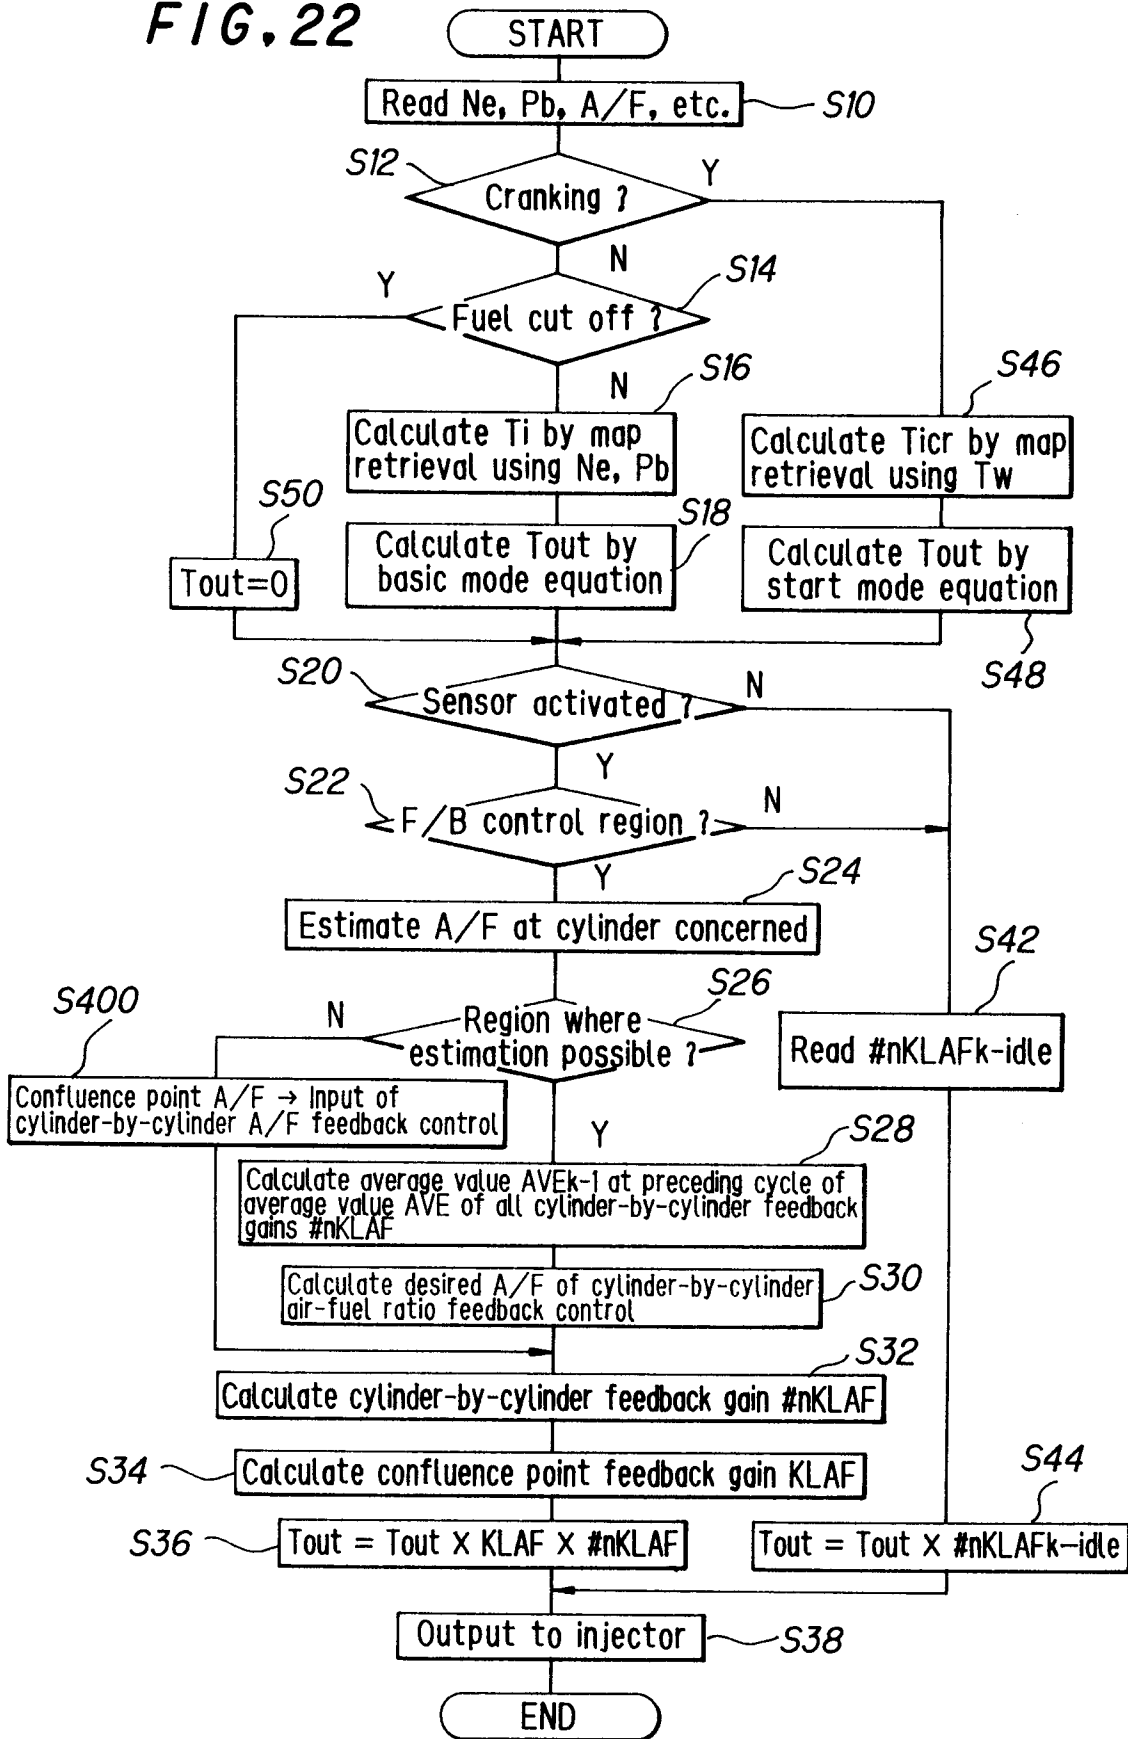 FIG. 22
START
Read Ne, Pb, A/F, etc.
S10
S12
Cranking ?
Y
N
S14
Y
Fuel cut off ?
N
S16
S46
Calculate Ti by map
retrieval using Ne, Pb
Calculate Ticr by map
retrieval using Tw
S50
S18
Tout=0
Calculate Tout by
basic mode equation
Calculate Tout by
start mode equation
S48
S20
Sensor activated ?
N
Y
S22
F/B control region ?
N
Y
S24
Estimate A/F at cylinder concerned
S42
S400
N
S26
Region where
estimation possible ?
Read #nKLAFk-idle
Confluence point A/F → Input of
cylinder-by-cylinder A/F feedback control
Y
S28
Calculate average value AVEk-1 at preceding cycle of
average value AVE of all cylinder-by-cylinder feedback
gains #nKLAF
S30
Calculate desired A/F of cylinder-by-cylinder
air-fuel ratio feedback control
S32
Calculate cylinder-by-cylinder feedback gain #nKLAF
S34
Calculate confluence point feedback gain KLAF
S44
S36
Tout = Tout X KLAF X #nKLAF
Tout = Tout X #nKLAFk-idle
Output to injector
S38
END